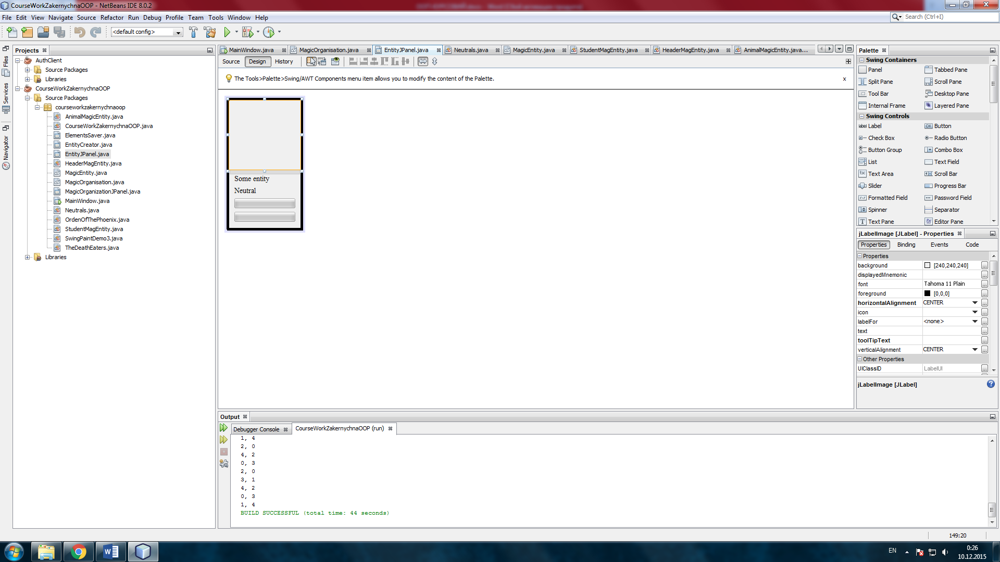 CourseWorkZakernychnaOOP - NetBeans IDE 8.0.2
File Edit View Navigate Source Refactor Run Debug Profile Team Tools Window Help
Search (Ctrl+I)
<default config>
Files
Services
Navigator
Projects
AuthClient
Source Packages
Libraries
CourseWorkZakernychnaOOP
Source Packages
courseworkzakernychnaoop
AnimalMagicEntity.java
CourseWorkZakernychnaOOP.java
ElementsSaver.java
EntityCreator.java
EntityJPanel.java
HeaderMagEntity.java
MagicEntity.java
MagicOrganisation.java
MagicOrganizationJPanel.java
MainWindow.java
Neutrals.java
OrdenOfThePhoenix.java
StudentMagEntity.java
SwingPaintDemo3.java
TheDeathEaters.java
Libraries
MainWindow.java MagicOrganisation.java EntityJPanel.java Neutrals.java MagicEntity.java StudentMagEntity.java HeaderMagEntity.java AnimalMagicEntity.java...
Source Design History
The Tools>Palette>Swing/AWT Components menu item allows you to modify the content of the Palette. x
Some entity
Neutral
Palette
Swing Containers
Panel Tabbed Pane
Split Pane Scroll Pane
Tool Bar Desktop Pane
Internal Frame Layered Pane
Swing Controls
label Label OK Button
Check Box Radio Button
Button Group Combo Box
List Text Field
Text Area Scroll Bar
Slider Progress Bar
Formatted Field Password Field
Spinner Separator
Text Pane Editor Pane
jLabelImage [JLabel] - Properties
Properties Binding Events Code
Properties
background [240,240,240] ...
displayedMnemonic ...
font Tahoma 11 Plain ...
foreground [0,0,0] ...
horizontalAlignment CENTER ...
icon ...
labelFor <none> ...
text ...
toolTipText ...
verticalAlignment CENTER ...
Other Properties
UIClassID LabelUI ...
jLabelImage [JLabel]
Output
Debugger Console CourseWorkZakernychnaOOP (run)
1, 4
2, 0
4, 2
0, 3
2, 0
3, 1
4, 2
0, 3
1, 4
BUILD SUCCESSFUL (total time: 44 seconds)
149:20
EN
0:26
10.12.2015